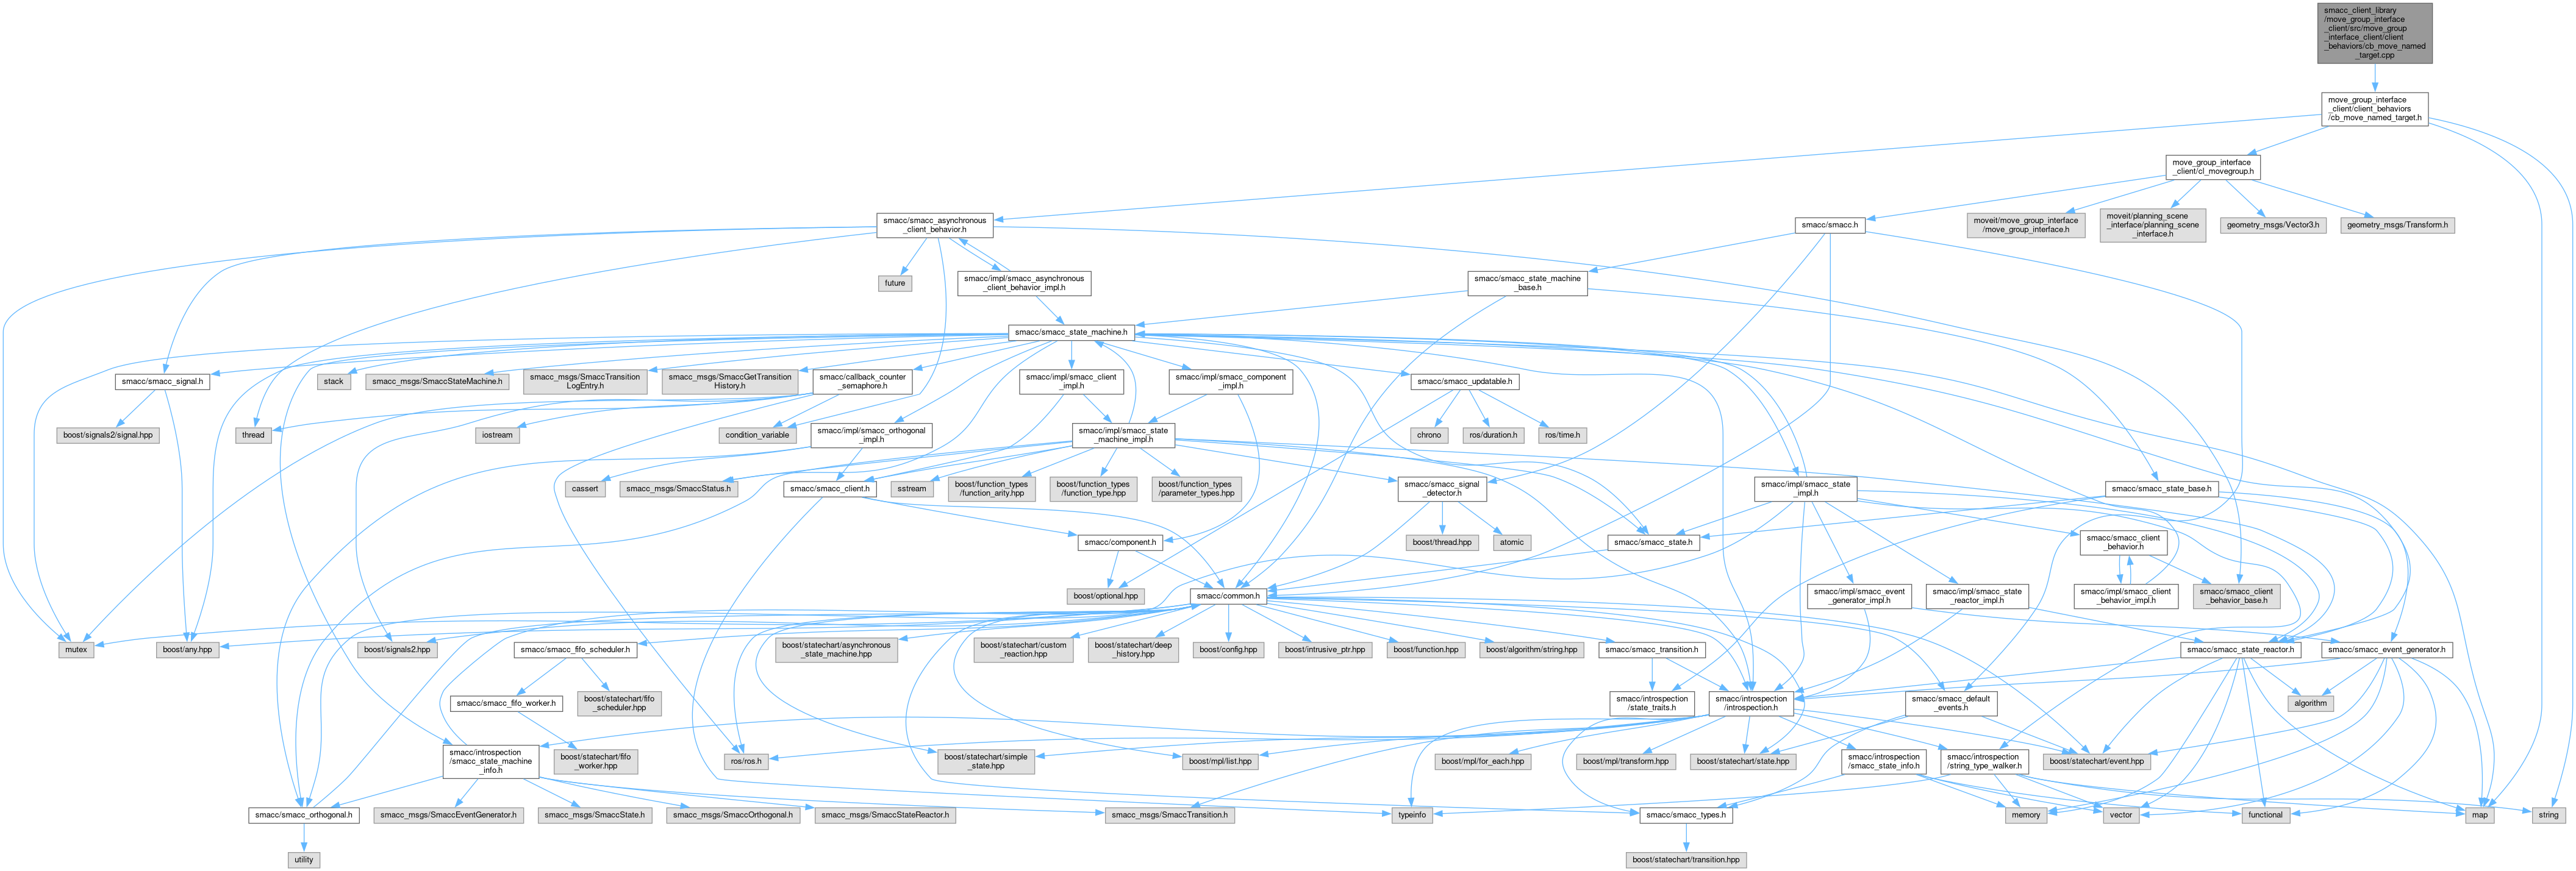 smacc_client_library
/move_group_interface
_client/src/move_group
_interface_client/client
_behaviors/cb_move_named
_target.cpp
move_group_interface
_client/client_behaviors
/cb_move_named_target.h
move_group_interface
_client/cl_movegroup.h
smacc/smacc_asynchronous
_client_behavior.h
smacc/smacc.h
moveit/move_group_interface
/move_group_interface.h
moveit/planning_scene
_interface/planning_scene
_interface.h
geometry_msgs/Vector3.h
geometry_msgs/Transform.h
future
smacc/impl/smacc_asynchronous
_client_behavior_impl.h
smacc/smacc_state_machine
_base.h
smacc/smacc_state_machine.h
smacc/smacc_signal.h
stack
smacc_msgs/SmaccStateMachine.h
smacc_msgs/SmaccTransition
LogEntry.h
smacc_msgs/SmaccGetTransition
History.h
smacc/callback_counter
_semaphore.h
smacc/impl/smacc_client
_impl.h
smacc/impl/smacc_component
_impl.h
smacc/smacc_updatable.h
boost/signals2/signal.hpp
thread
iostream
condition_variable
smacc/impl/smacc_orthogonal
_impl.h
smacc/impl/smacc_state
_machine_impl.h
chrono
ros/duration.h
ros/time.h
cassert
smacc_msgs/SmaccStatus.h
smacc/smacc_client.h
sstream
boost/function_types
/function_arity.hpp
boost/function_types
/function_type.hpp
boost/function_types
/parameter_types.hpp
smacc/smacc_signal
_detector.h
smacc/impl/smacc_state
_impl.h
smacc/smacc_state_base.h
smacc/component.h
boost/thread.hpp
atomic
smacc/smacc_state.h
smacc/smacc_client
_behavior.h
boost/optional.hpp
smacc/common.h
smacc/impl/smacc_event
_generator_impl.h
smacc/impl/smacc_state
_reactor_impl.h
smacc/impl/smacc_client
_behavior_impl.h
smacc/smacc_client
_behavior_base.h
mutex
boost/any.hpp
boost/signals2.hpp
smacc/smacc_fifo_scheduler.h
boost/statechart/asynchronous
_state_machine.hpp
boost/statechart/custom
_reaction.hpp
boost/statechart/deep
_history.hpp
boost/config.hpp
boost/intrusive_ptr.hpp
boost/function.hpp
boost/algorithm/string.hpp
smacc/smacc_transition.h
smacc/smacc_state_reactor.h
smacc/smacc_event_generator.h
smacc/smacc_fifo_worker.h
boost/statechart/fifo
_scheduler.hpp
smacc/introspection
/state_traits.h
smacc/introspection
/introspection.h
smacc/smacc_default
_events.h
algorithm
smacc/introspection
/smacc_state_machine
_info.h
boost/statechart/fifo
_worker.hpp
ros/ros.h
boost/statechart/simple
_state.hpp
boost/mpl/list.hpp
boost/mpl/for_each.hpp
boost/mpl/transform.hpp
boost/statechart/state.hpp
smacc/introspection
/smacc_state_info.h
smacc/introspection
/string_type_walker.h
boost/statechart/event.hpp
smacc/smacc_orthogonal.h
smacc_msgs/SmaccEventGenerator.h
smacc_msgs/SmaccState.h
smacc_msgs/SmaccOrthogonal.h
smacc_msgs/SmaccStateReactor.h
smacc_msgs/SmaccTransition.h
typeinfo
smacc/smacc_types.h
memory
vector
functional
map
string
utility
boost/statechart/transition.hpp